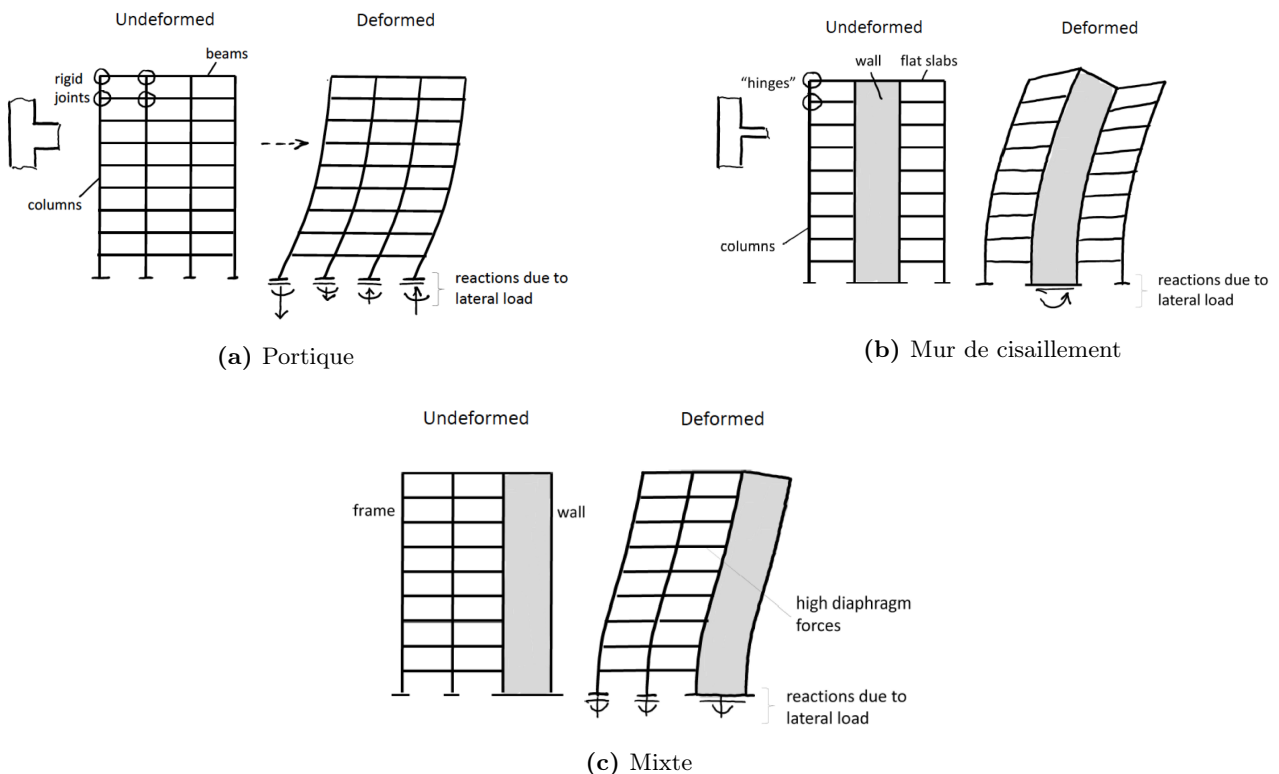 Undeformed
Deformed
beams
rigid
joints
columns
reactions due to
lateral load
(a) Portique
Undeformed
Deformed
wall
flat slabs
“hinges”
columns
reactions due to
lateral load
(b) Mur de cisaillement
Undeformed
Deformed
frame
wall
high diaphragm
forces
reactions due to
lateral load
(c) Mixte